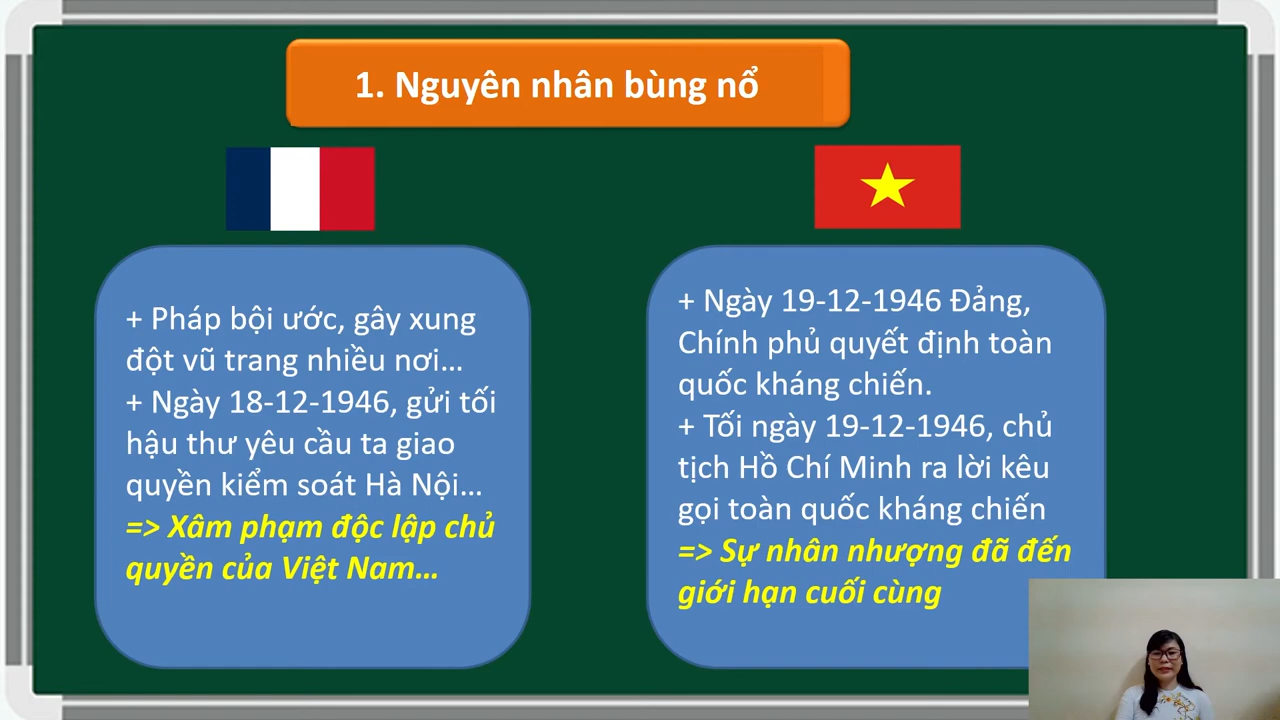 1. Nguyên nhân bùng nổ
+ Pháp bội ước, gây xung
đột vũ trang nhiều nơi...
+ Ngày 18-12-1946, gửi tối
hậu thư yêu cầu ta giao
quyền kiểm soát Hà Nội...
=> Xâm phạm độc lập chủ
quyền của Việt Nam...
+ Ngày 19-12-1946 Đảng,
Chính phủ quyết định toàn
quốc kháng chiến.
+ Tối ngày 19-12-1946, chủ
tịch Hồ Chí Minh ra lời kêu
gọi toàn quốc kháng chiến
=> Sự nhân nhượng đã đến
giới hạn cuối cùng